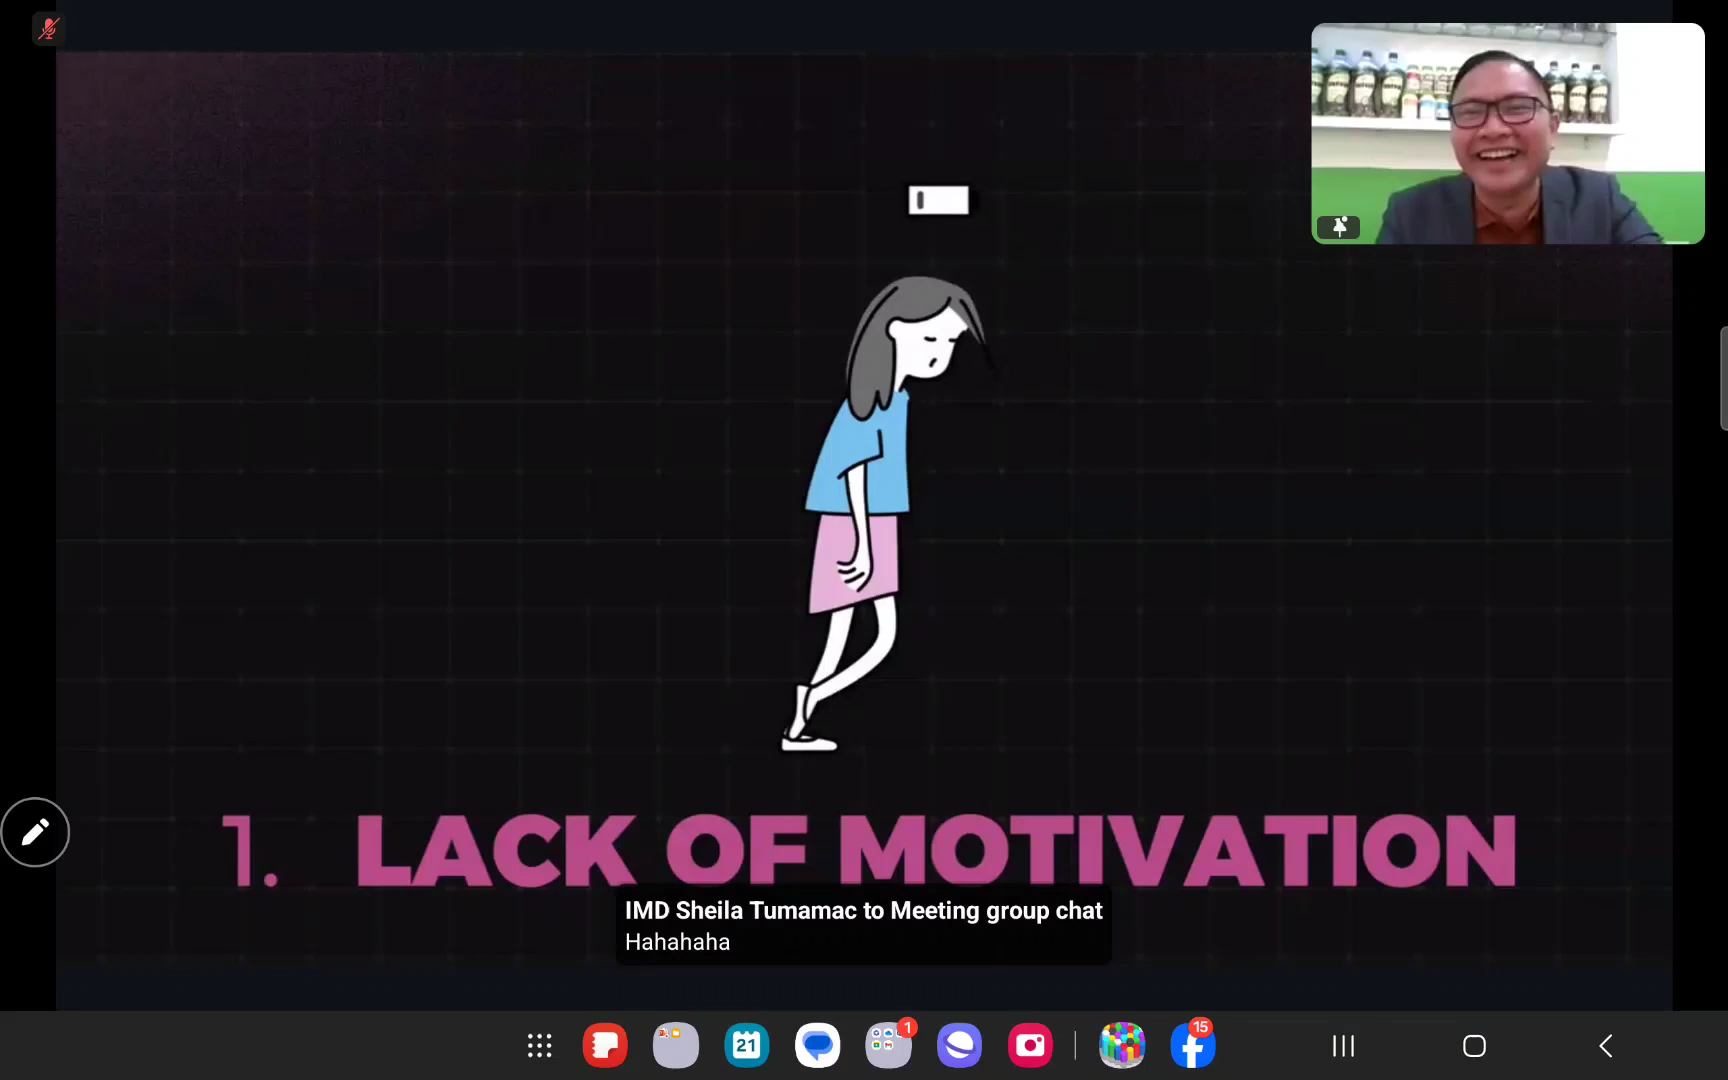 1. LACK OF MOTIVATION
IMD Sheila Tumamac to Meeting group chat
Hahahaha
21
1
15